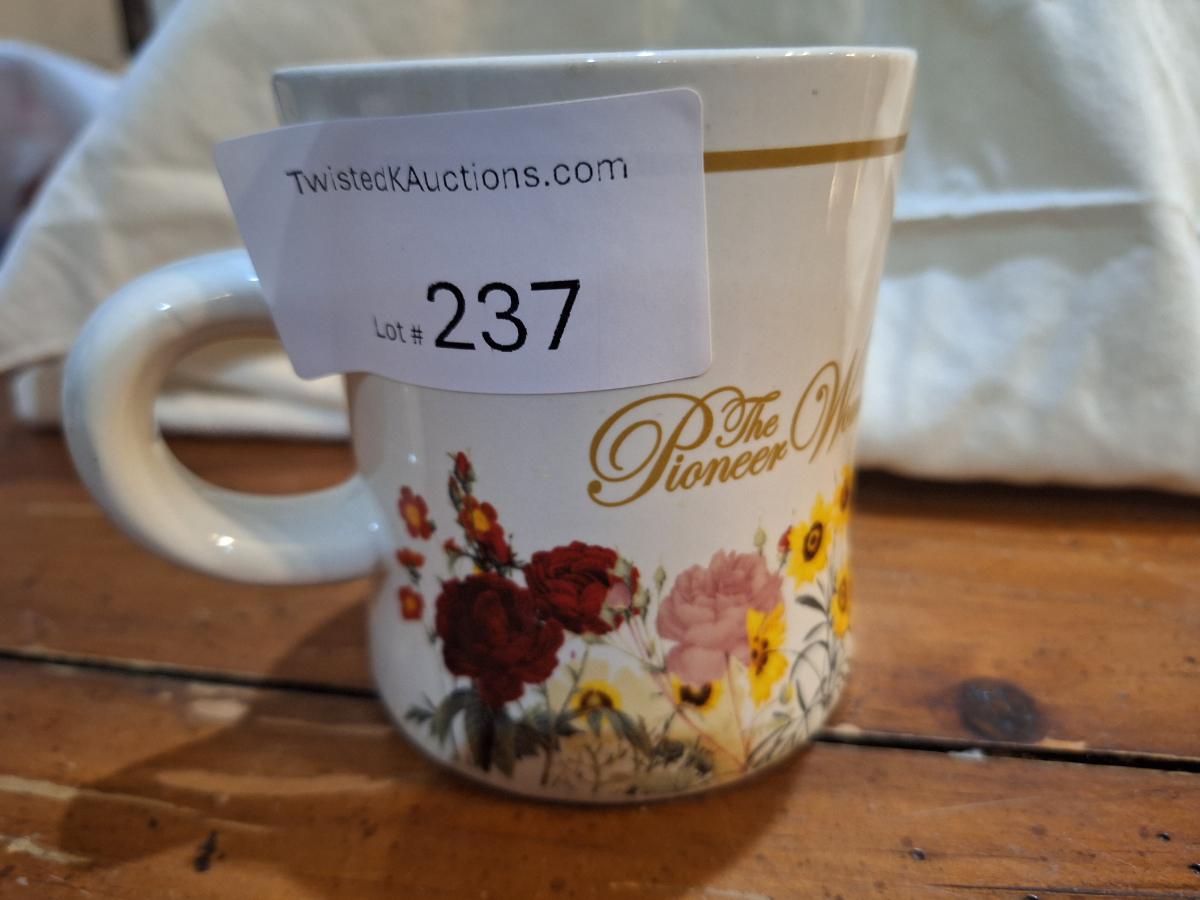 TwistedKAuctions.com
Lot # 237
The
Pioneer